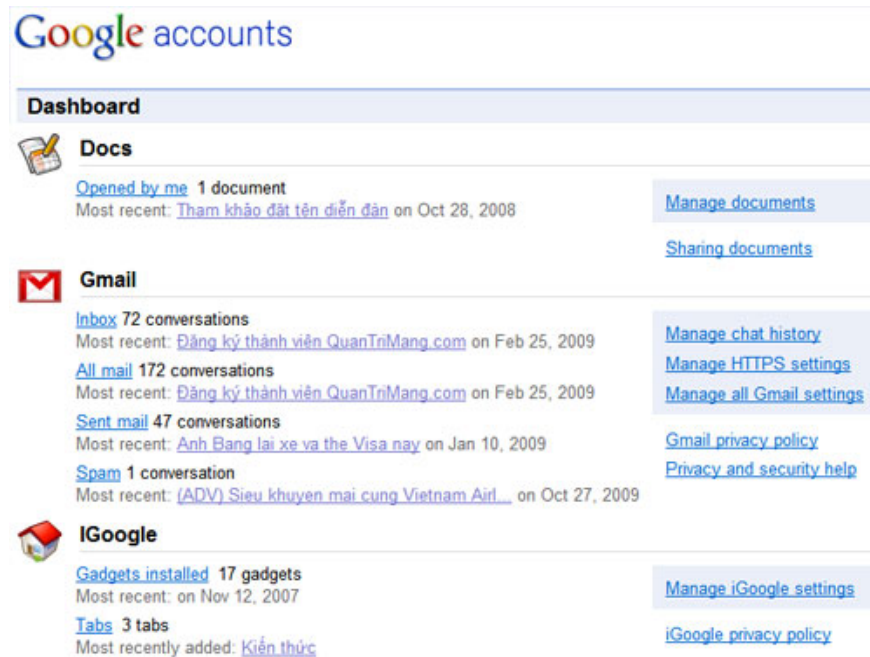 Google accounts
Dashboard
Docs
Opened by me 1 document
Most recent: Tham khảo đặt tên diễn đàn on Oct 28, 2008
Manage documents
Sharing documents
Gmail
Inbox 72 conversations
Most recent: Đăng ký thành viên QuanTriMang.com on Feb 25, 2009
All mail 172 conversations
Most recent: Đăng ký thành viên QuanTriMang.com on Feb 25, 2009
Sent mail 47 conversations
Most recent: Anh Bang lai xe va the Visa nay on Jan 10, 2009
Spam 1 conversation
Most recent: (ADV) Sieu khuyen mai cung Vietnam Airl... on Oct 27, 2009
Manage chat history
Manage HTTPS settings
Manage all Gmail settings
Gmail privacy policy
Privacy and security help
IGoogle
Gadgets installed 17 gadgets
Most recent: on Nov 12, 2007
Tabs 3 tabs
Most recently added: Kiến thức
Manage iGoogle settings
iGoogle privacy policy